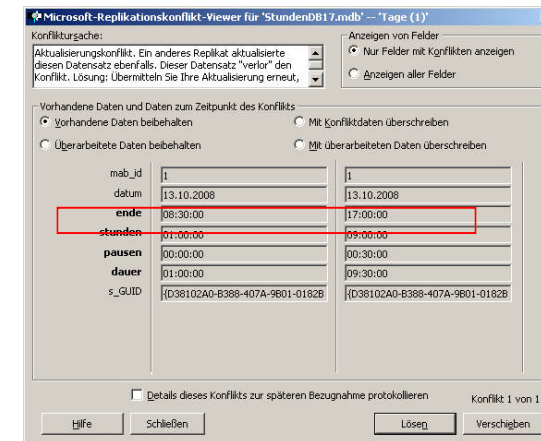 Microsoft-Replikationskonflikt-Viewer für 'StundenDB17.mdb' -- 'Tage (1)'
Konfliktursache:
Aktualisierungskonflikt. Ein anderes Replikat aktualisierte
diesen Datensatz ebenfalls. Dieser Datensatz "verlor" den
Konflikt. Lösung: Übermitteln Sie Ihre Aktualisierung erneut,
Anzeigen von Felder
Nur Felder mit Konflikten anzeigen
Anzeigen aller Felder
Vorhandene Daten und Daten zum Zeitpunkt des Konflikts
Vorhandene Daten beibehalten
Mit Konfliktdaten überschreiben
Überarbeitete Daten beibehalten
Mit überarbeiteten Daten überschreiben
mab_id 1 1
datum 13.10.2008 13.10.2008
ende 08:30:00 17:00:00
stunden 01:00:00 09:00:00
pausen 00:00:00 00:30:00
dauer 01:00:00 09:30:00
s_GUID {D38102A0-B388-407A-9B01-0182B {D38102A0-B388-407A-9B01-0182B
Details dieses Konflikts zur späteren Bezugnahme protokollieren
Konflikt 1 von 1
Hilfe Schließen Lösen Verschieben